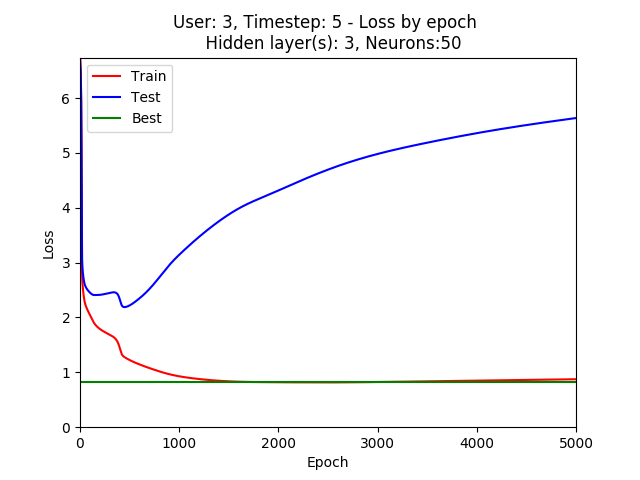 User: 3, Timestep: 5 - Loss by epoch
Hidden layer(s): 3, Neurons:50
Train
Test
Best
6
5
4
3
2
1
0
Loss
0 1000 2000 3000 4000 5000
Epoch